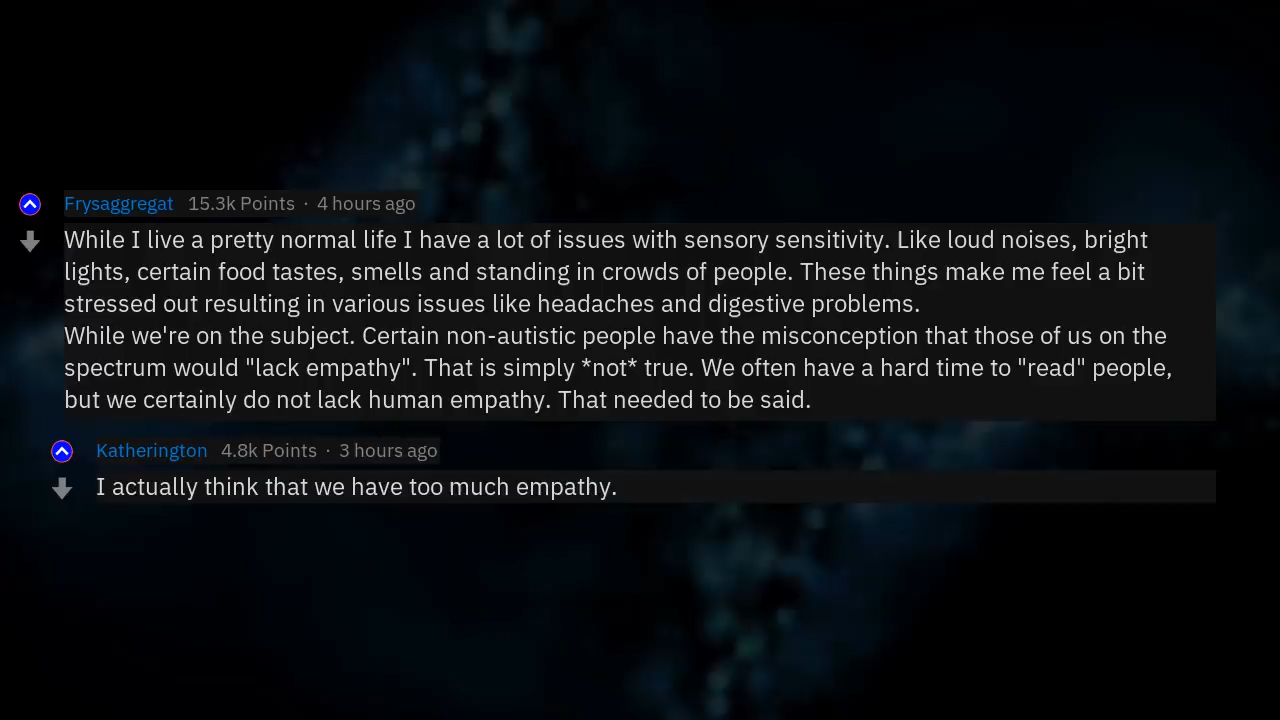 Frysaggregat 15.3k Points · 4 hours ago
While I live a pretty normal life I have a lot of issues with sensory sensitivity. Like loud noises, bright
lights, certain food tastes, smells and standing in crowds of people. These things make me feel a bit
stressed out resulting in various issues like headaches and digestive problems.
While we're on the subject. Certain non-autistic people have the misconception that those of us on the
spectrum would "lack empathy". That is simply *not* true. We often have a hard time to "read" people,
but we certainly do not lack human empathy. That needed to be said.
Katherington 4.8k Points · 3 hours ago
I actually think that we have too much empathy.